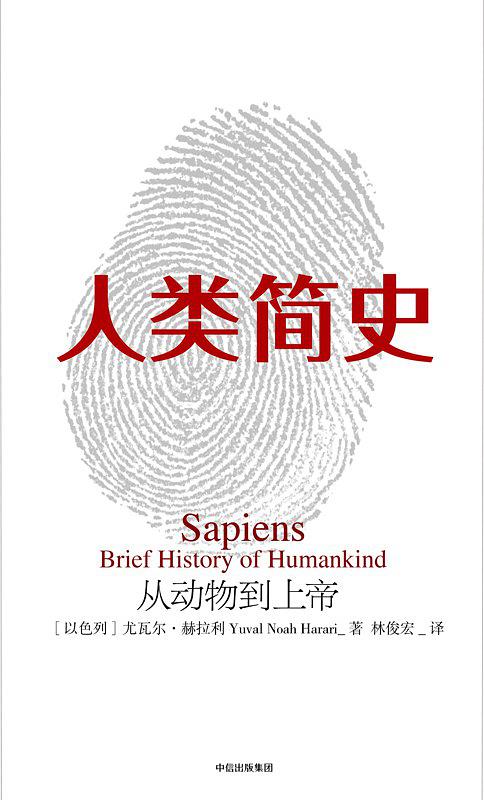 人类简史
Sapiens
Brief History of Humankind
从动物到上帝
[以色列] 尤瓦尔·赫拉利 Yuval Noah Harari_ 著 林俊宏 _ 译
中信出版集团